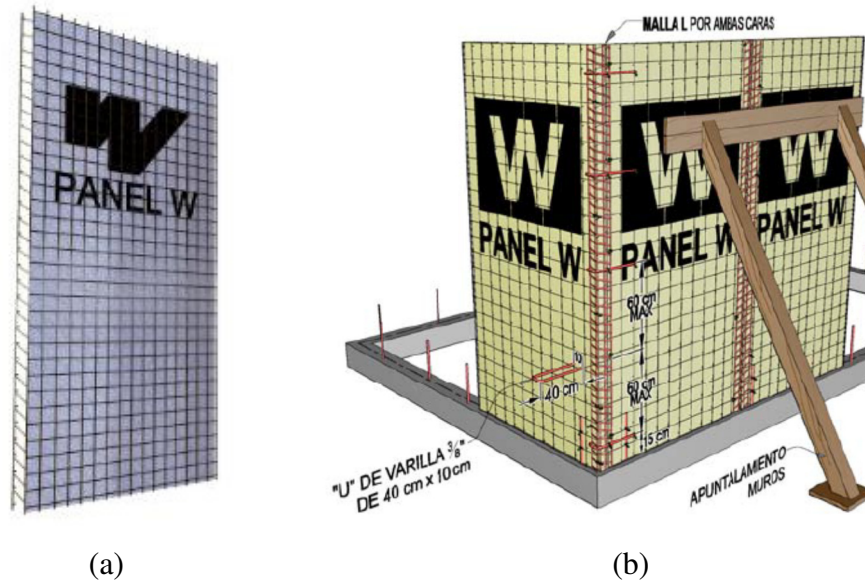 W
PANEL W
MALLA L POR AMBAS CARAS
W
W
W
PANEL W
PANEL W
PANEL W
60 cm
MAX
10
40 cm
60 cm
MAX
15 cm
"U" DE VARILLA 3/8"
DE 40 cm x 10 cm
APUNTALAMIENTO
MUROS
(a)
(b)